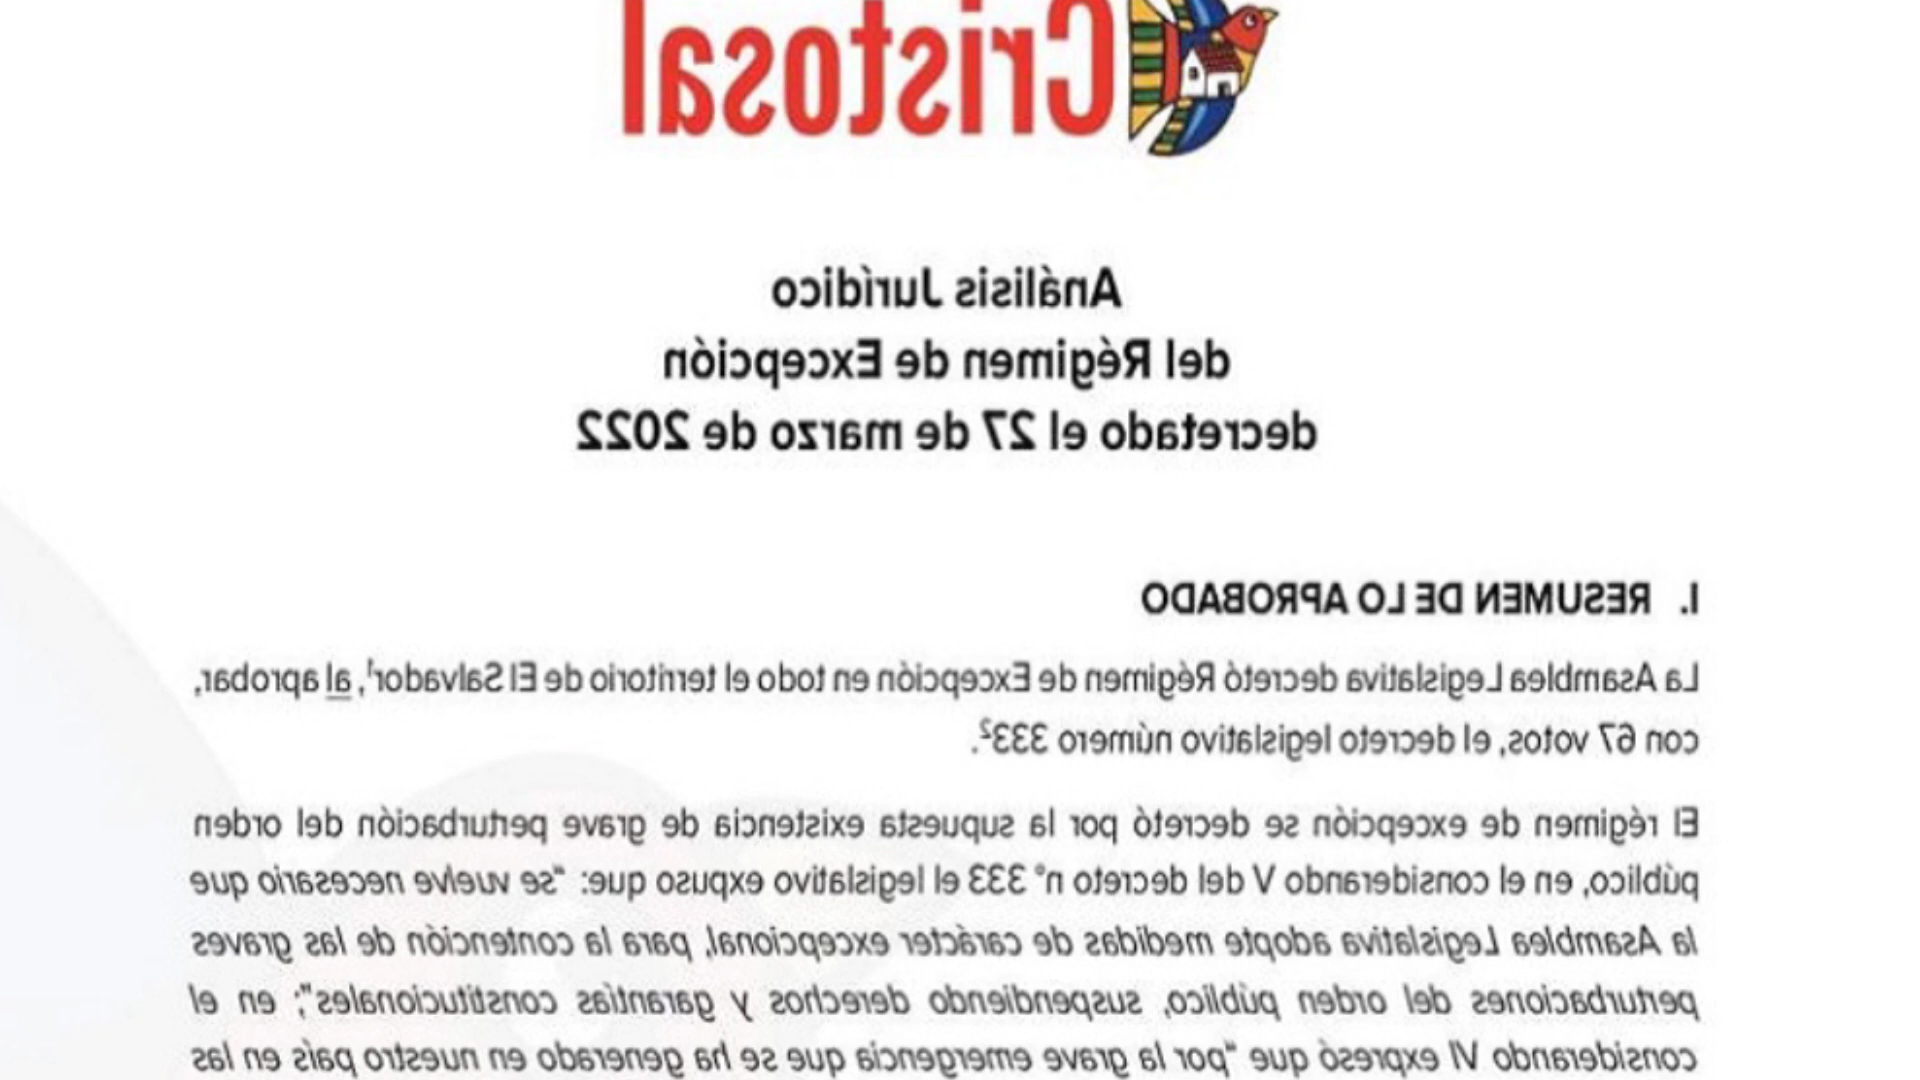 Cristosal
Análisis Jurídico
del Régimen de Excepción
decretado el 27 de marzo de 2022
I. RESUMEN DE LO APROBADO
La Asamblea Legislativa decretó Régimen de Excepción en todo el territorio de El Salvador¹, al aprobar,
con 67 votos, el decreto legislativo número 333².
El régimen de excepción se decretó por la supuesta existencia de grave perturbación del orden
público, en el considerando V del decreto n° 333 el legislativo expuso que: “se vuelve necesario que
la Asamblea Legislativa adopte medidas de carácter excepcional, para la contención de las graves
perturbaciones del orden público, suspendiendo derechos y garantías constitucionales”; en el
considerando VI expresó que “por la grave emergencia que se ha generado en nuestro país en las